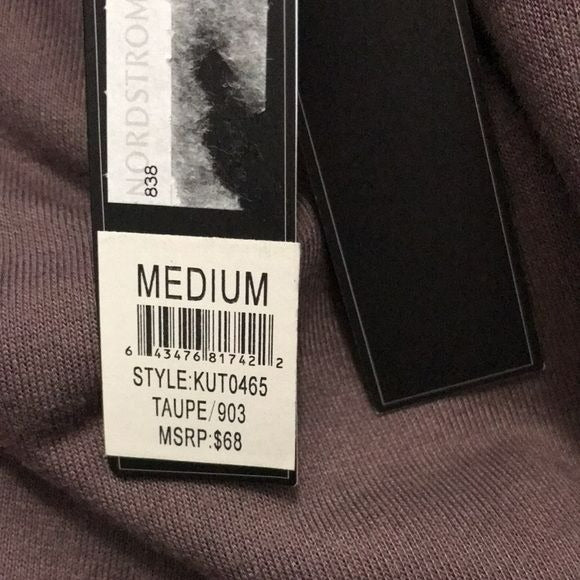 NORDSTROM
838
MEDIUM
6 43476 81742 2
STYLE:KUT0465
TAUPE/903
MSRP:$68